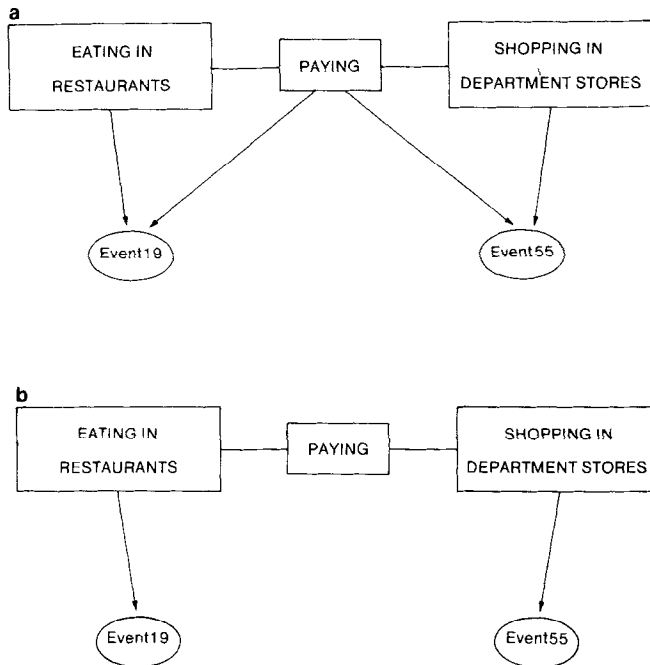 a
EATING IN
RESTAURANTS
PAYING
SHOPPING IN
DEPARTMENT STORES
Event19
Event55
b
EATING IN
RESTAURANTS
PAYING
SHOPPING IN
DEPARTMENT STORES
Event19
Event55